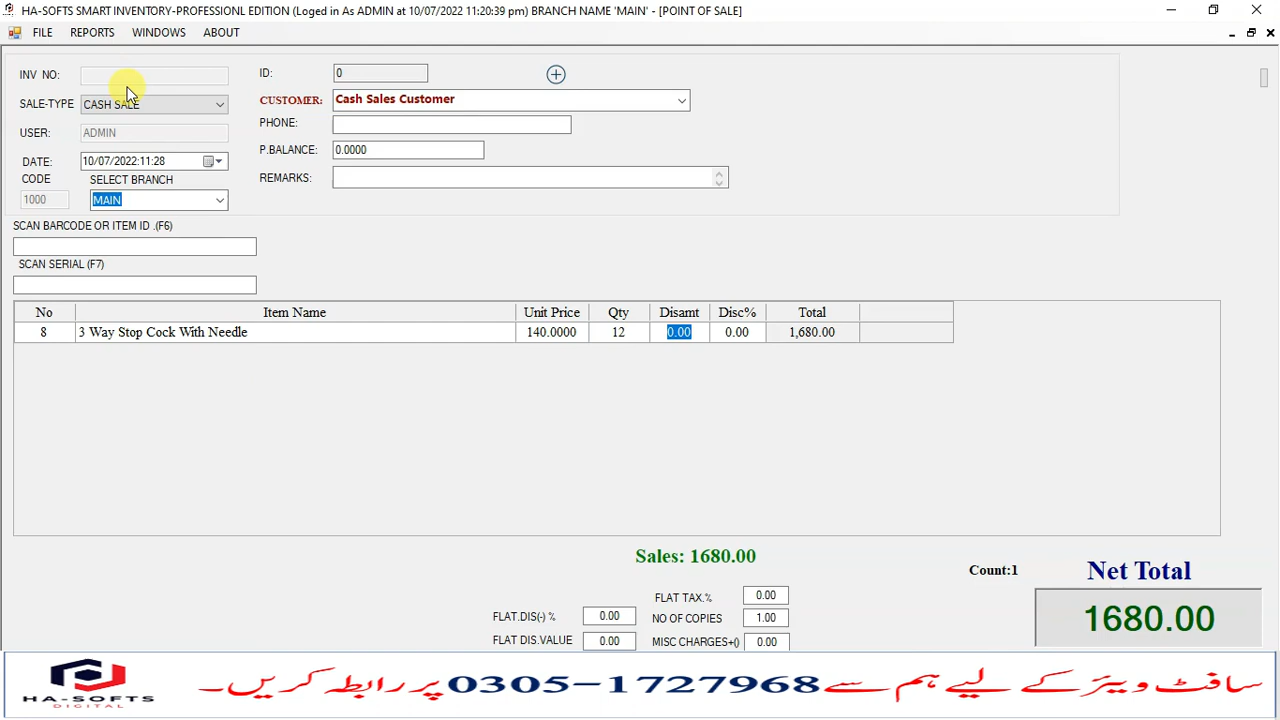 HA-SOFTS SMART INVENTORY-PROFESSIONL EDITION (Loged in As ADMIN at 10/07/2022 11:20:39 pm) BRANCH NAME 'MAIN' - [POINT OF SALE]
FILE REPORTS WINDOWS ABOUT
INV NO:
SALE-TYPE CASH SALE
USER: ADMIN
DATE: 10/07/2022:11:28
CODE SELECT BRANCH
1000 MAIN
ID: 0
CUSTOMER: Cash Sales Customer
PHONE:
P.BALANCE: 0.0000
REMARKS:
SCAN BARCODE OR ITEM ID .(F6)
SCAN SERIAL (F7)
No Item Name Unit Price Qty Disamt Disc% Total
8 3 Way Stop Cock With Needle 140.0000 12 0.00 0.00 1,680.00
Sales: 1680.00
Count:1
Net Total
1680.00
FLAT TAX.% 0.00
FLAT.DIS(-) % 0.00
NO OF COPIES 1.00
FLAT DIS.VALUE 0.00
MISC CHARGES+() 0.00
HA-SOFTS
DIGITAL
سافٹ ویئر کے لیے ہم سے 0305-1727968 پر رابطہ کریں۔